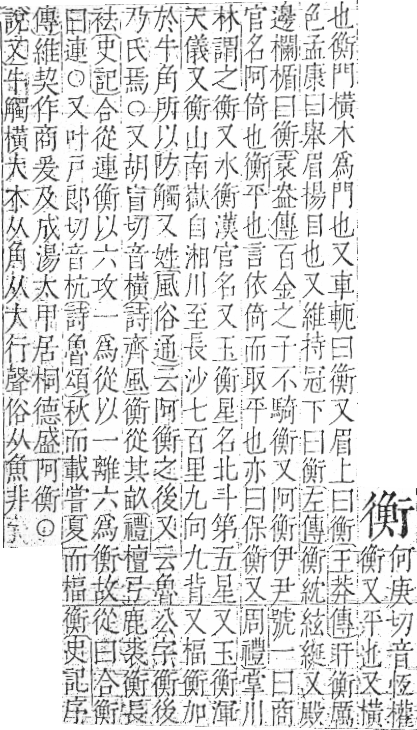 衡
何庚切音恆權
衡又平也又橫
也衡門橫木為門也又車軛曰衡又眉上曰衡王莽傳盱衡厲
色孟康曰舉眉揚目也又維持冠下曰衡左傳衡紞紘綖又殿
邊欄楯曰衡袁盎傳百金之子不騎衡又阿衡伊尹號一曰商
官名阿倚也衡平也言依倚而取平也亦曰保衡又周禮掌川
林謂之衡又水衡漢官名又玉衡星名北斗第五星又玉衡渾
天儀又衡山南嶽自湘川至長沙七百里九向九背又楅衡加
於牛角所以防觸又姓風俗通云阿衡之後又云魯公字衡後
乃氏焉○又胡盲切音橫詩齊風衡從其畝禮檀弓鹿裘衡長
袪史記合從連衡以六攻一為從以一離六為衡故從曰合衡
曰連○又叶戸郎切音杭詩魯頌秋而載嘗夏而楅衡史記序
傳維契作商爰及成湯太甲居桐德盛阿衡○
說文牛觸橫大木从角从大行聲俗从魚非